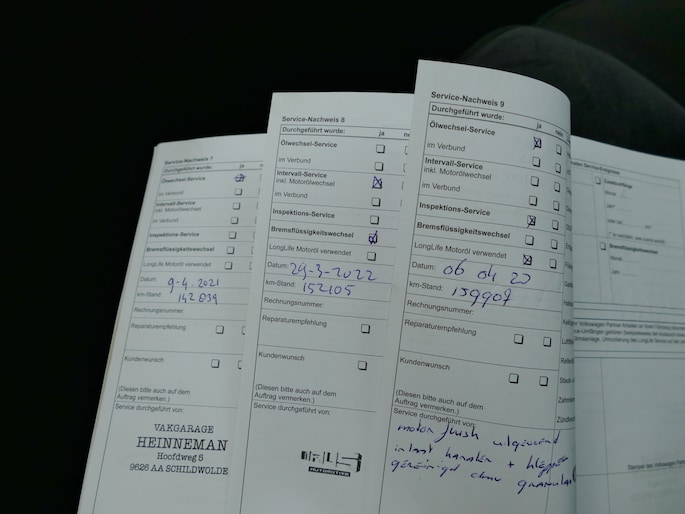 Service-Nachweis 7
Durchgeführt wurde: ja
Ölwechsel-Service
im Verbund
Intervall-Service
inkl. Motorölwechsel
im Verbund
Inspektions-Service
Bremsflüssigkeitswechsel
LongLife Motoröl verwendet
Datum: 9-4-2021
km-Stand: 142 039
Rechnungsnummer:
Reparaturempfehlung
Kundenwunsch
(Diesen bitte auch auf dem
Auftrag vermerken.)
Service durchgeführt von:
VAKGARAGE
HEINNEMAN
Hoofdweg 5
9626 AA SCHILDWOLDE
Service-Nachweis 8
Durchgeführt wurde: ja
Ölwechsel-Service
im Verbund
Intervall-Service
inkl. Motorölwechsel
im Verbund
Inspektions-Service
Bremsflüssigkeitswechsel
LongLife Motoröl verwendet
Datum: 29-3-2022
km-Stand: 152105
Rechnungsnummer:
Reparaturempfehlung
Kundenwunsch
(Diesen bitte auch auf dem
Auftrag vermerken.)
Service durchgeführt von:
Service-Nachweis 9
Durchgeführt wurde: ja nein
Ölwechsel-Service
im Verbund
Intervall-Service
inkl. Motorölwechsel
im Verbund
Inspektions-Service
Bremsflüssigkeitswechsel
LongLife Motoröl verwendet
Datum: 06 04 23
km-Stand: 159907
Rechnungsnummer:
Reparaturempfehlung
Kundenwunsch
(Diesen bitte auch auf dem
Auftrag vermerken.)
Service durchgeführt von:
motor flush uitgevoerd
inlaat kanalen + kleppen
gereinigd